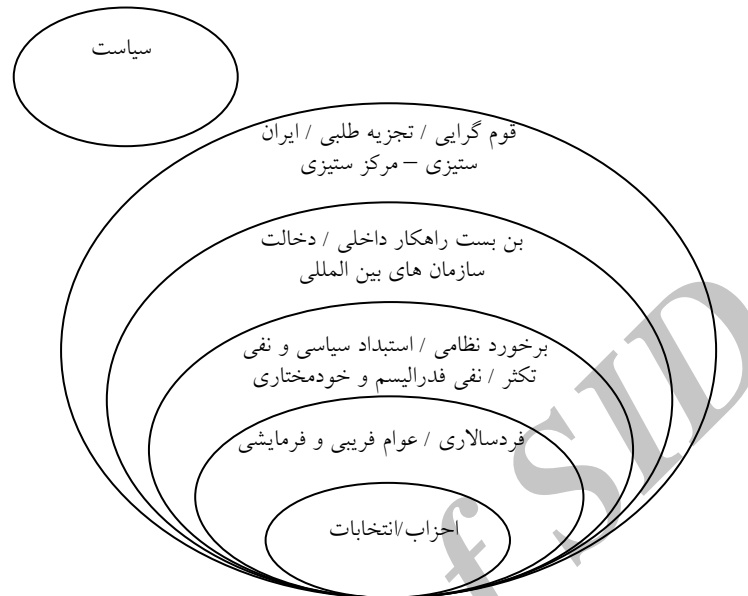 سیاست
قوم گرایی / تجزیه طلبی / ایران
ستیزی – مرکز ستیزی
بن بست راهکار داخلی / دخالت
سازمان های بین المللی
برخورد نظامی / استبداد سیاسی و نفی
تکثر / نفی فدرالیسم و خودمختاری
فردسالاری / عوام فریبی و فرمایشی
احزاب/انتخابات
f SID